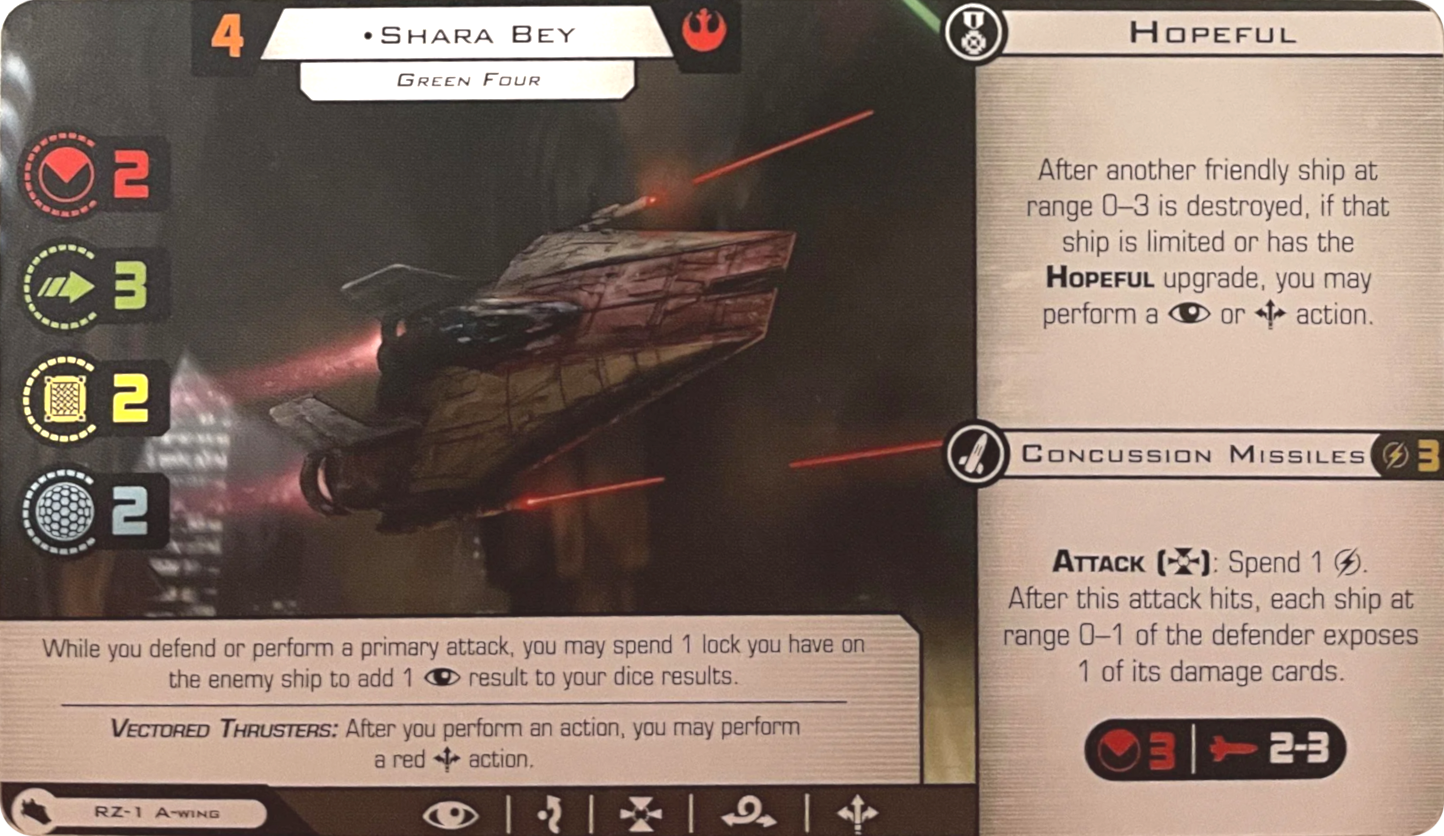 4
•Shara Bey
Green Four
2
3
2
2
While you defend or perform a primary attack, you may spend 1 lock you have on
the enemy ship to add 1 result to your dice results.
Vectored Thrusters: After you perform an action, you may perform
a red action.
RZ-1 A-wing
Hopeful
After another friendly ship at
range 0–3 is destroyed, if that
ship is limited or has the
Hopeful upgrade, you may
perform a or action.
Concussion Missiles 3
Attack ( ): Spend 1 .
After this attack hits, each ship at
range 0–1 of the defender exposes
1 of its damage cards.
3 2-3